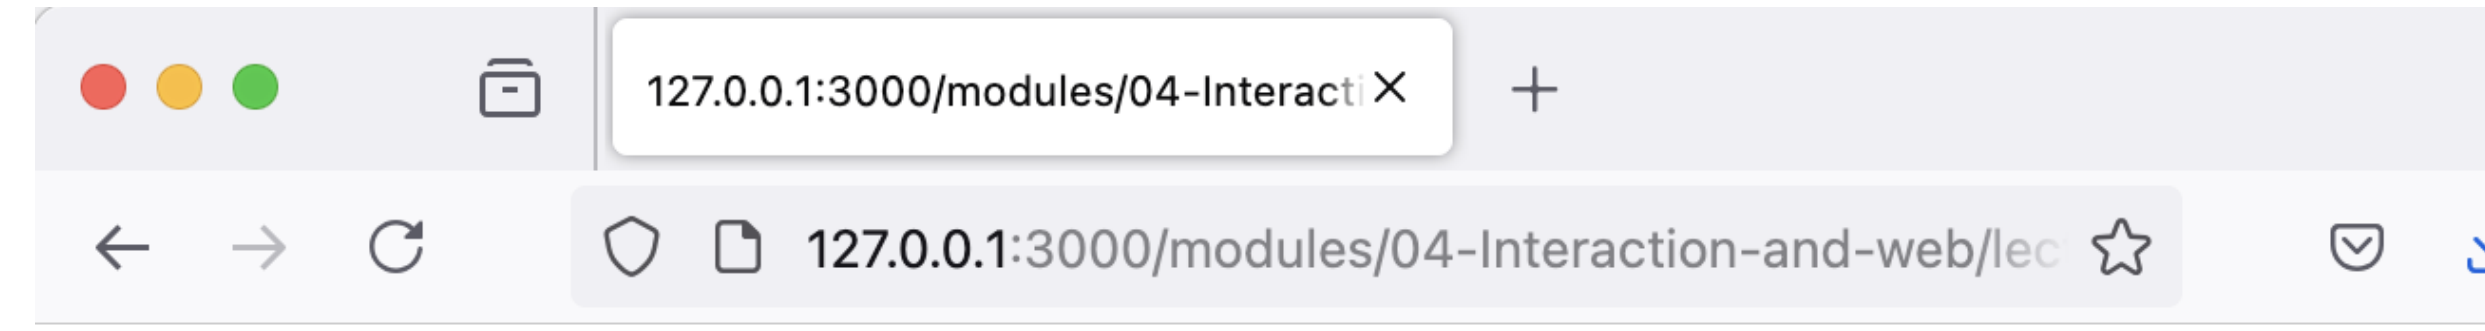 127.0.0.1:3000/modules/04-Interacti
127.0.0.1:3000/modules/04-Interaction-and-web/lec